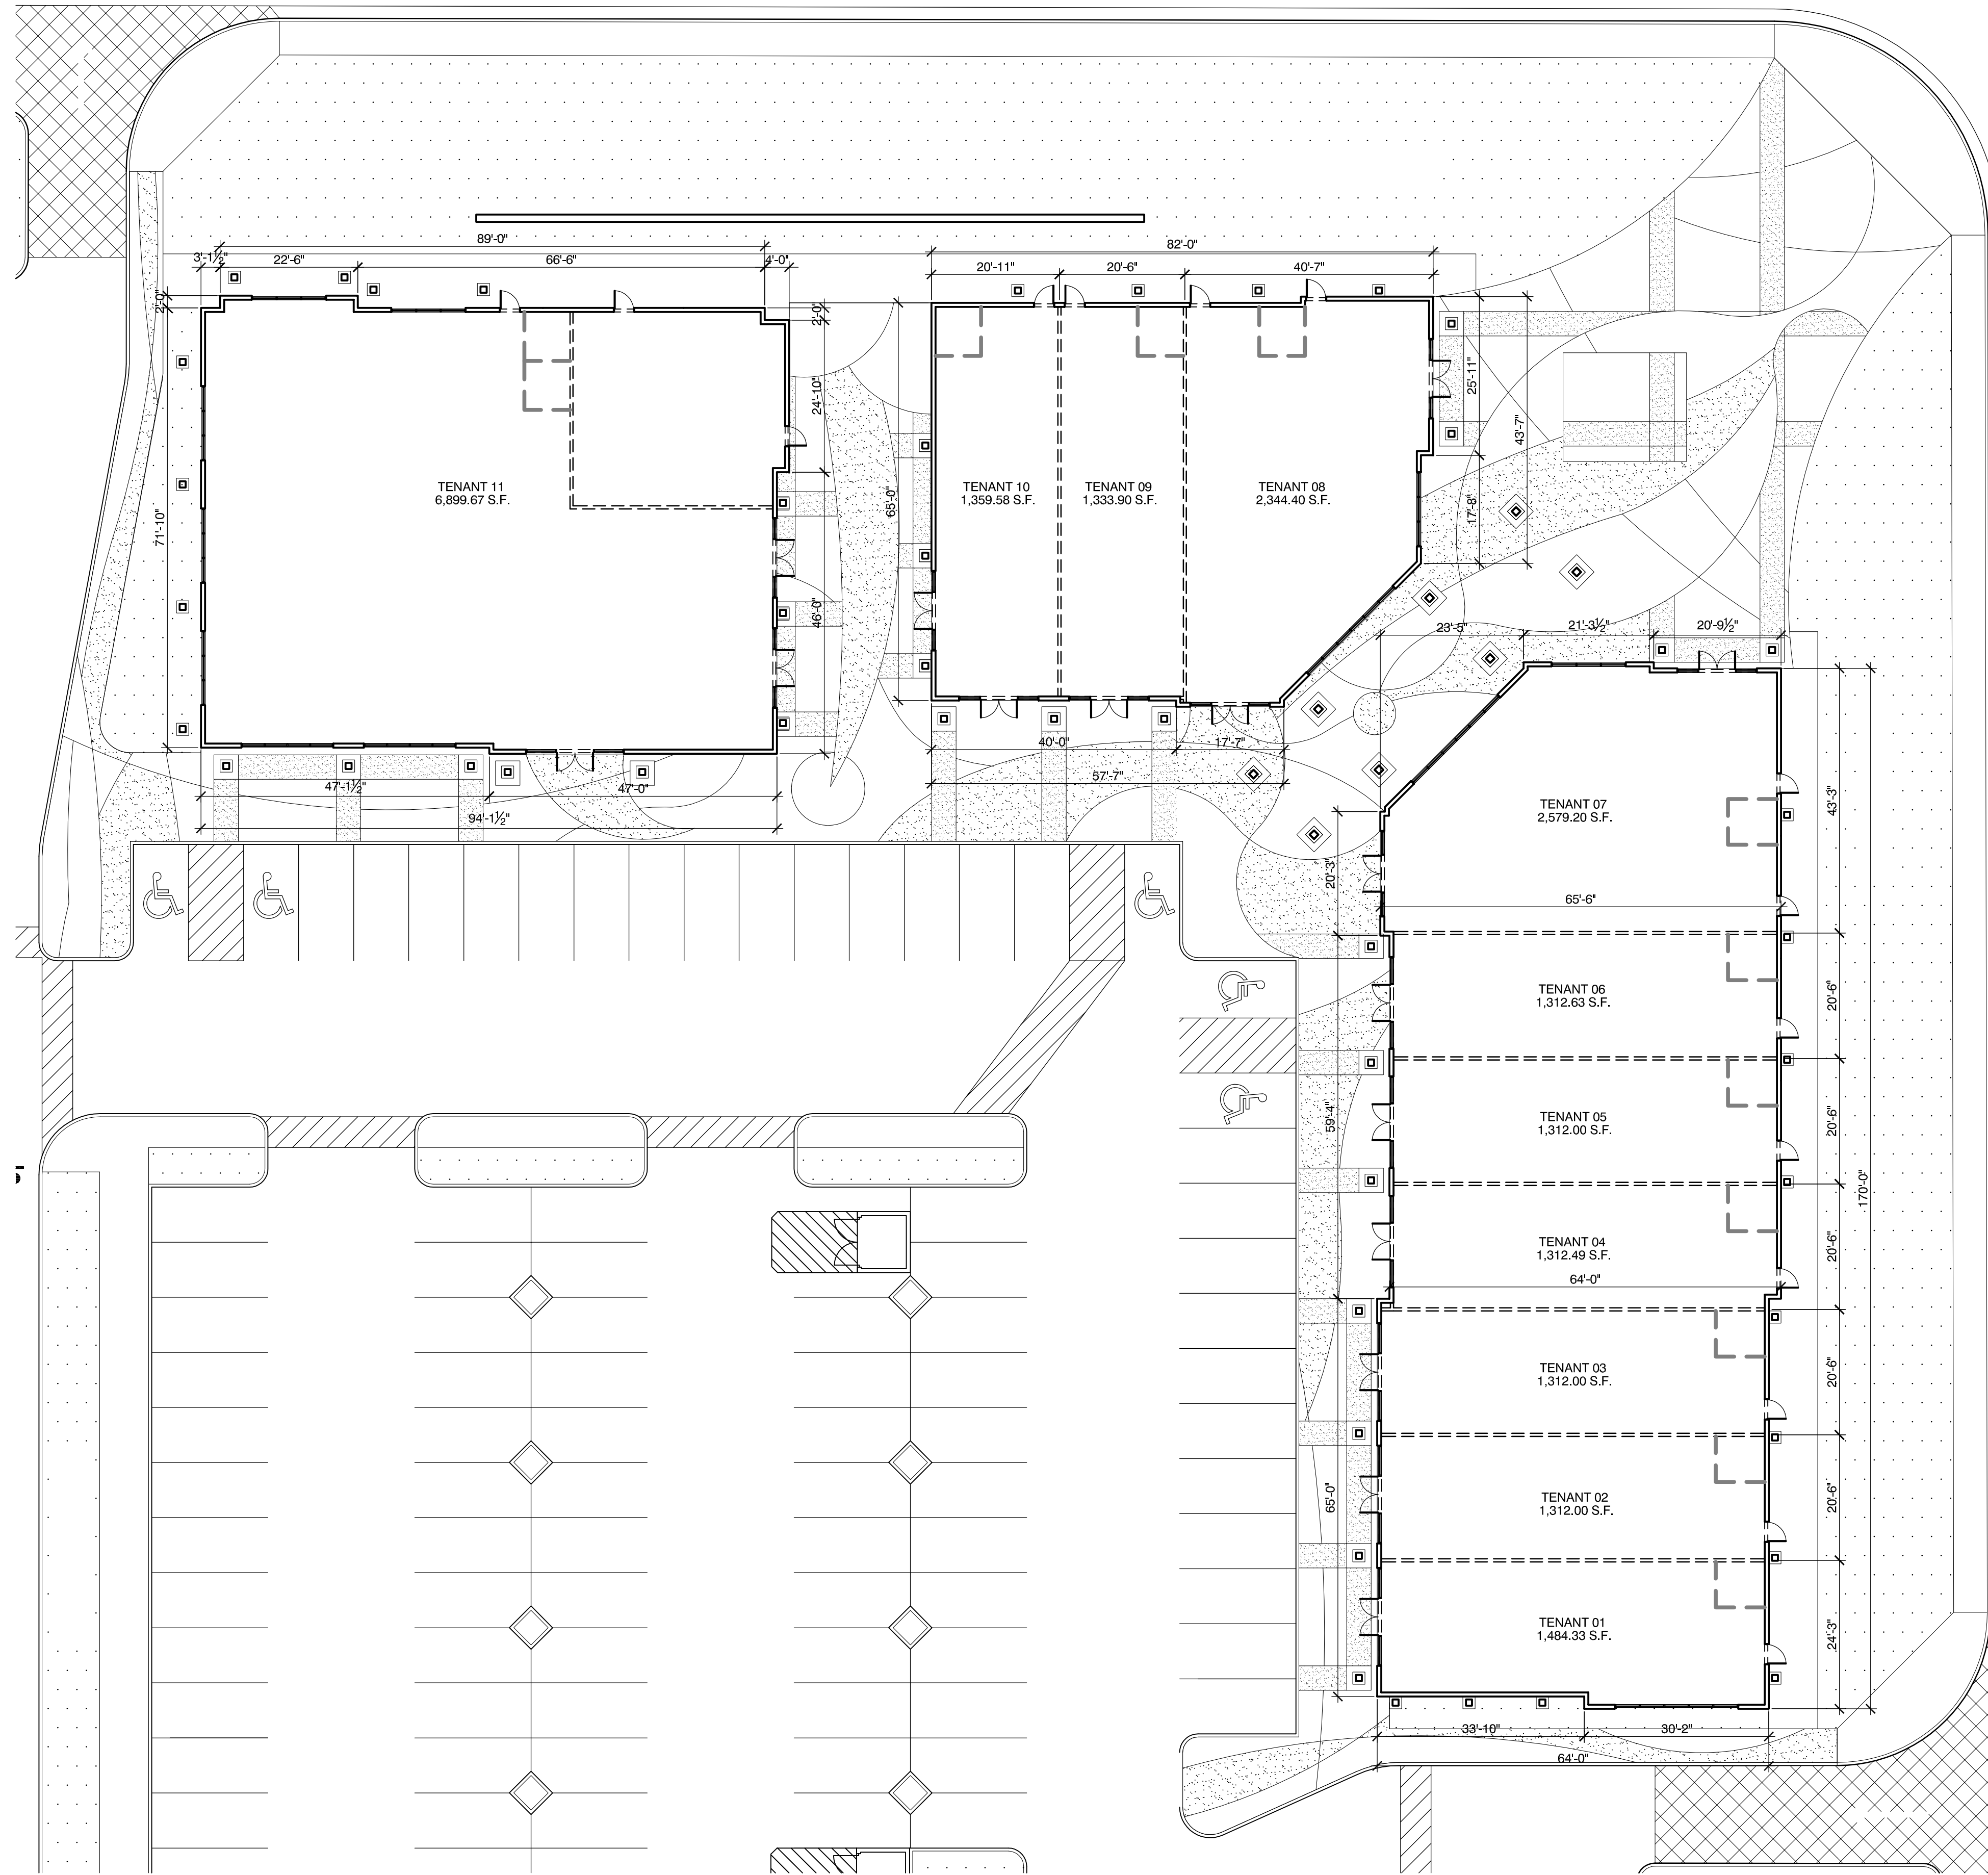 89'-0"
82'-0"
3'-1½"
22'-6"
66'-6"
4'-0"
20'-11"
20'-6"
40'-7"
2'-0"
2'-0"
24'-10"
25'-11"
43'-7"
TENANT 11
6,899.67 S.F.
TENANT 10
1,359.58 S.F.
TENANT 09
1,333.90 S.F.
TENANT 08
2,344.40 S.F.
71'-10"
65'-0"
17'-8"
46'-0"
23'-5"
21'-3½"
20'-9½"
40'-0"
17'-7"
57'-7"
47'-1½"
47'-0"
94'-1½"
TENANT 07
2,579.20 S.F.
43'-3"
20'-3"
65'-6"
TENANT 06
1,312.63 S.F.
20'-6"
TENANT 05
1,312.00 S.F.
20'-6"
59'-4"
170'-0"
TENANT 04
1,312.49 S.F.
20'-6"
64'-0"
TENANT 03
1,312.00 S.F.
20'-6"
TENANT 02
1,312.00 S.F.
20'-6"
65'-0"
TENANT 01
1,484.33 S.F.
24'-3"
33'-10"
30'-2"
64'-0"